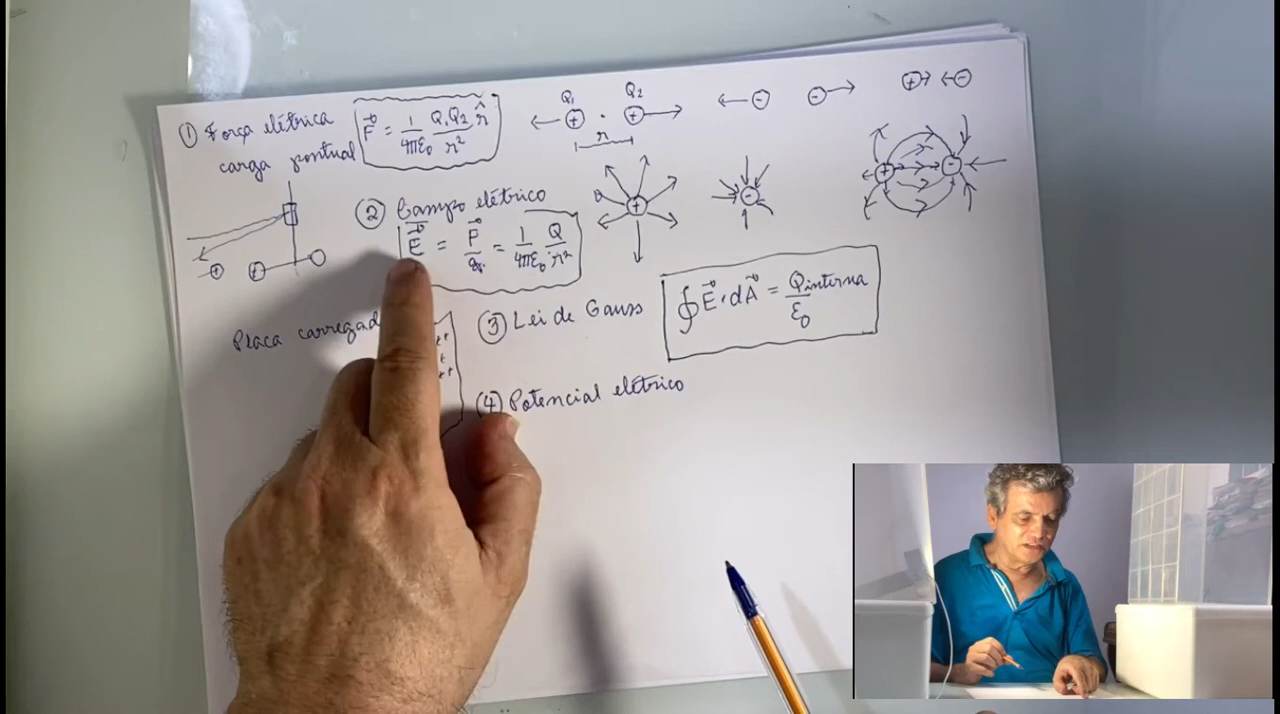 ① Força elétrica
carga pontual
F⃗ = 1/4πε₀ Q₁Q₂/r² r̂
Q₁ Q₂
r
② Campo elétrico
E⃗ = F⃗/q₀ = 1/4πε₀ Q/r²
Placa carregad
③ Lei de Gauss
∮ E⃗ · dA⃗ = Qinterna/ε₀
(4) Potencial elétrico